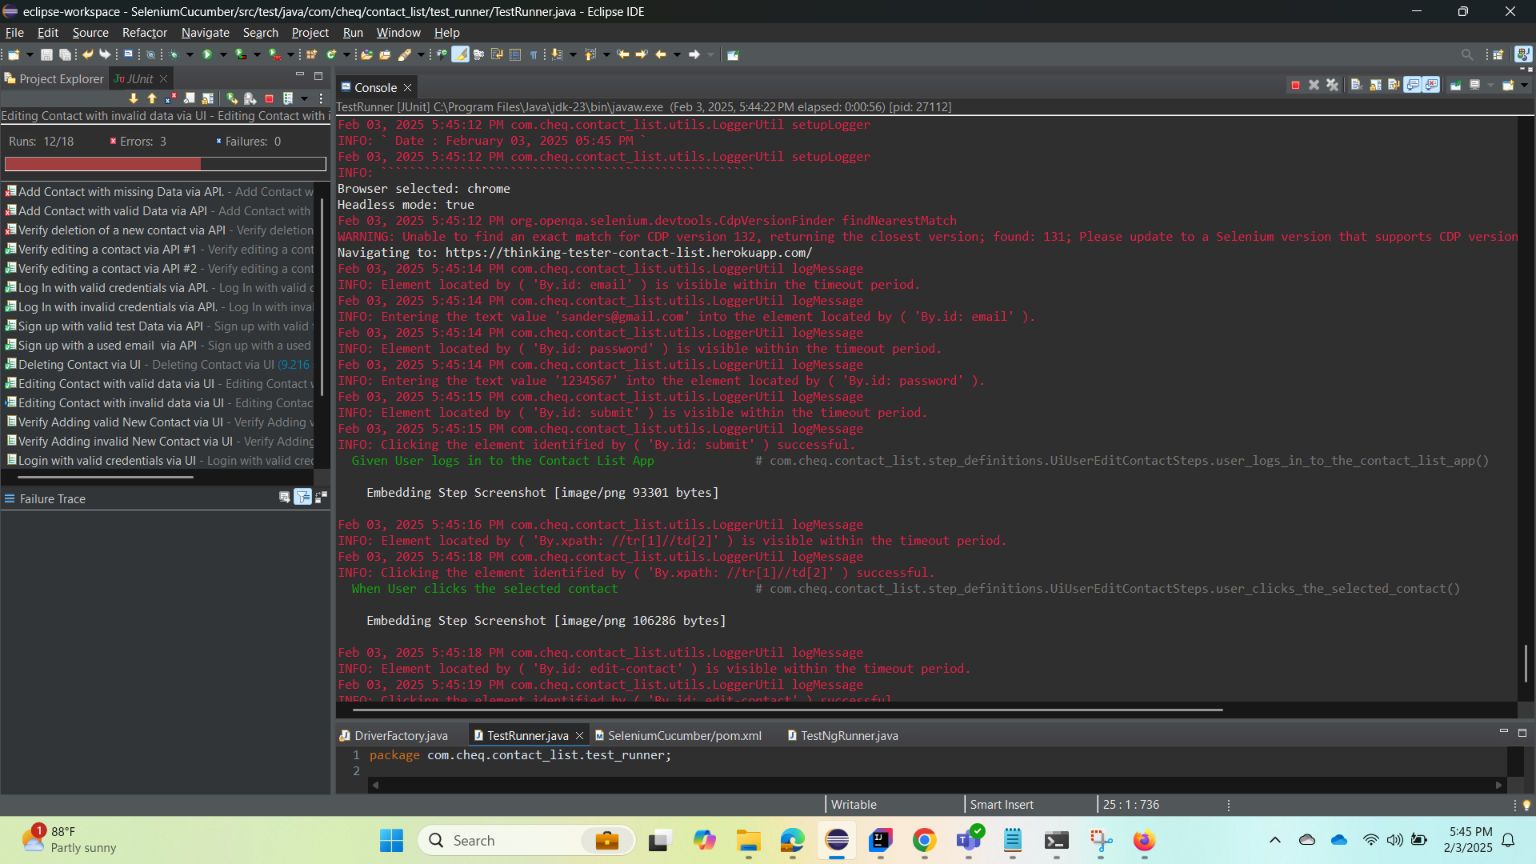 eclipse-workspace - SeleniumCucumber/src/test/java/com/cheq/contact_list/test_runner/TestRunner.java - Eclipse IDE
File Edit Source Refactor Navigate Search Project Run Window Help
Project Explorer
JUnit
Editing Contact with invalid data via UI - Editing Contact with i
Runs: 12/18
Errors: 3
Failures: 0
Add Contact with missing Data via API. - Add Contact w
Add Contact with valid Data via API - Add Contact with
Verify deletion of a new contact via API - Verify deletion
Verify editing a contact via API #1 - Verify editing a cont
Verify editing a contact via API #2 - Verify editing a cont
Log In with valid credentials via API. - Log In with valid c
Log In with invalid credentials via API. - Log In with inva
Sign up with valid test Data via API - Sign up with valid
Sign up with a used email via API - Sign up with a used
Deleting Contact via UI - Deleting Contact via UI (9.216
Editing Contact with valid data via UI - Editing Contact
Editing Contact with invalid data via UI - Editing Contac
Verify Adding valid New Contact via UI - Verify Adding v
Verify Adding invalid New Contact via UI - Verify Adding
Login with valid credentials via UI - Login with valid cred
Failure Trace
Console
TestRunner [JUnit] C:\Program Files\Java\jdk-23\bin\javaw.exe (Feb 3, 2025, 5:44:22 PM elapsed: 0:00:56) [pid: 27112]
Feb 03, 2025 5:45:12 PM com.cheq.contact_list.utils.LoggerUtil setupLogger
INFO: ` Date : February 03, 2025 05:45 PM `
Feb 03, 2025 5:45:12 PM com.cheq.contact_list.utils.LoggerUtil setupLogger
INFO: ````````````````````````````````````````````````````
Browser selected: chrome
Headless mode: true
Feb 03, 2025 5:45:12 PM org.openqa.selenium.devtools.CdpVersionFinder findNearestMatch
WARNING: Unable to find an exact match for CDP version 132, returning the closest version; found: 131; Please update to a Selenium version that supports CDP version
Navigating to: https://thinking-tester-contact-list.herokuapp.com/
Feb 03, 2025 5:45:14 PM com.cheq.contact_list.utils.LoggerUtil logMessage
INFO: Element located by ( 'By.id: email' ) is visible within the timeout period.
Feb 03, 2025 5:45:14 PM com.cheq.contact_list.utils.LoggerUtil logMessage
INFO: Entering the text value 'sanders@gmail.com' into the element located by ( 'By.id: email' ).
Feb 03, 2025 5:45:14 PM com.cheq.contact_list.utils.LoggerUtil logMessage
INFO: Element located by ( 'By.id: password' ) is visible within the timeout period.
Feb 03, 2025 5:45:14 PM com.cheq.contact_list.utils.LoggerUtil logMessage
INFO: Entering the text value '1234567' into the element located by ( 'By.id: password' ).
Feb 03, 2025 5:45:15 PM com.cheq.contact_list.utils.LoggerUtil logMessage
INFO: Element located by ( 'By.id: submit' ) is visible within the timeout period.
Feb 03, 2025 5:45:15 PM com.cheq.contact_list.utils.LoggerUtil logMessage
INFO: Clicking the element identified by ( 'By.id: submit' ) successful.
Given User logs in to the Contact List App # com.cheq.contact_list.step_definitions.UiUserEditContactSteps.user_logs_in_to_the_contact_list_app()
Embedding Step Screenshot [image/png 93301 bytes]
Feb 03, 2025 5:45:16 PM com.cheq.contact_list.utils.LoggerUtil logMessage
INFO: Element located by ( 'By.xpath: //tr[1]//td[2]' ) is visible within the timeout period.
Feb 03, 2025 5:45:18 PM com.cheq.contact_list.utils.LoggerUtil logMessage
INFO: Clicking the element identified by ( 'By.xpath: //tr[1]//td[2]' ) successful.
When User clicks the selected contact # com.cheq.contact_list.step_definitions.UiUserEditContactSteps.user_clicks_the_selected_contact()
Embedding Step Screenshot [image/png 106286 bytes]
Feb 03, 2025 5:45:18 PM com.cheq.contact_list.utils.LoggerUtil logMessage
INFO: Element located by ( 'By.id: edit-contact' ) is visible within the timeout period.
Feb 03, 2025 5:45:19 PM com.cheq.contact_list.utils.LoggerUtil logMessage
INFO: Clicking the element identified by ( 'By.id: edit-contact' ) successful
DriverFactory.java
TestRunner.java
SeleniumCucumber/pom.xml
TestNgRunner.java
1 package com.cheq.contact_list.test_runner;
2
Writable
Smart Insert
25 : 1 : 736
1
88°F
Partly sunny
Search
5:45 PM
2/3/2025